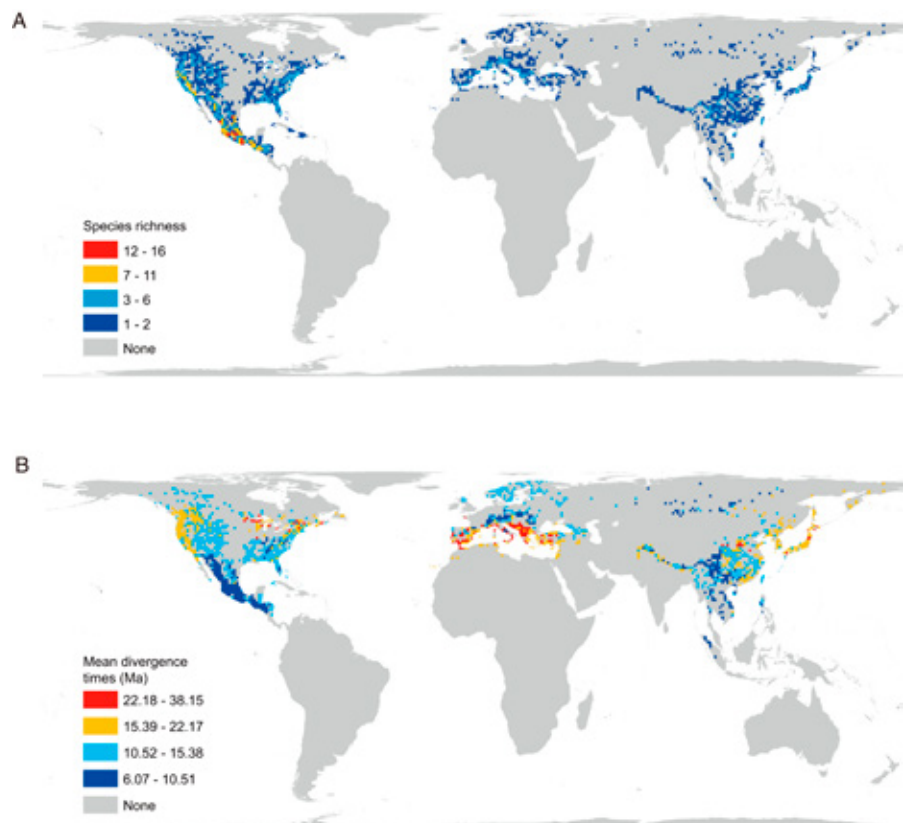 A
Species richness
12 - 16
7 - 11
3 - 6
1 - 2
None
B
Mean divergence
times (Ma)
22.18 - 38.15
15.39 - 22.17
10.52 - 15.38
6.07 - 10.51
None